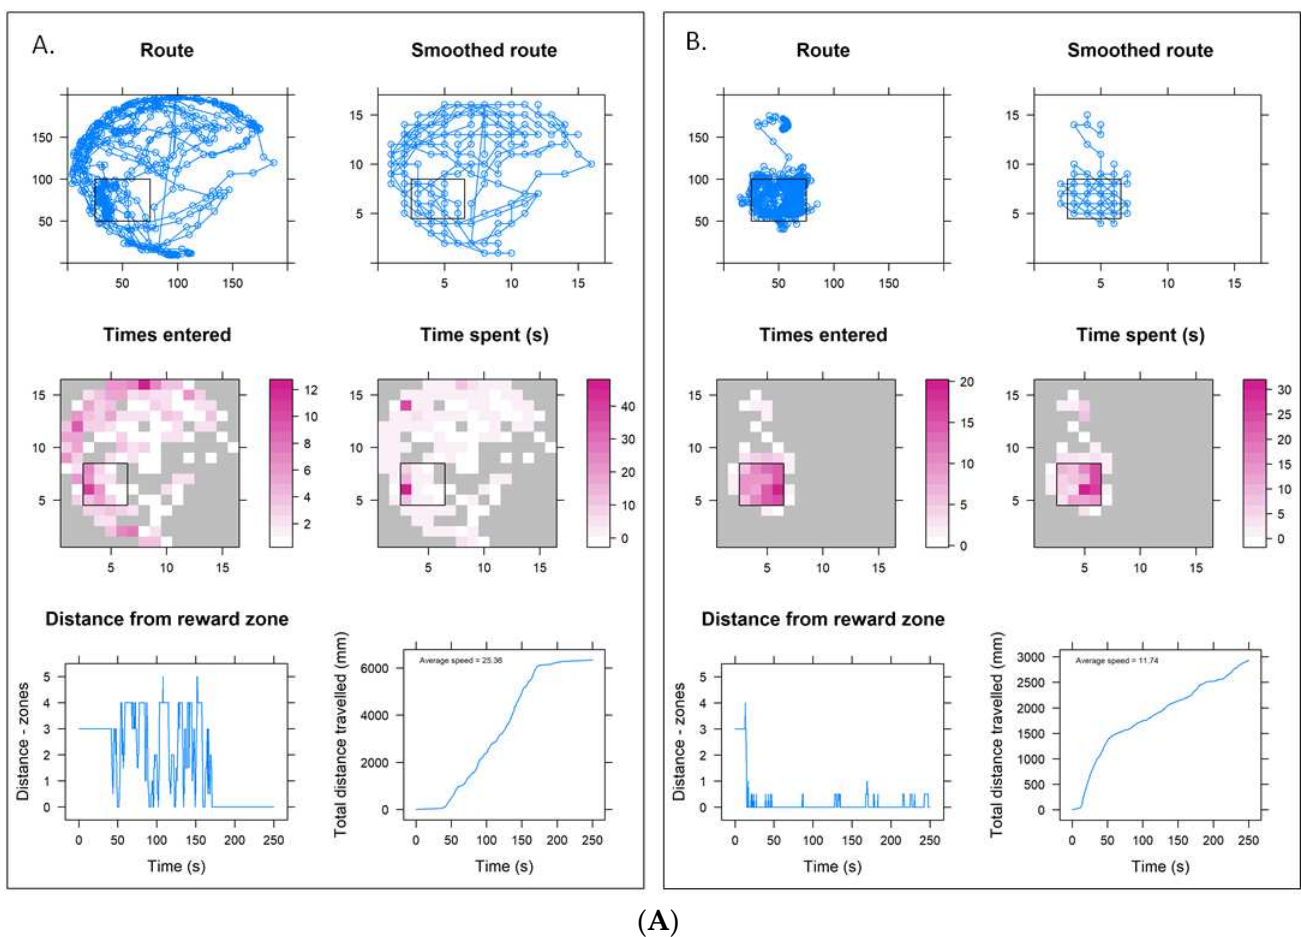 A.
Route
Smoothed route
150
100
50
50 100 150
15
10
5
5 10 15
Times entered
Time spent (s)
15
10
5
5 10 15
12
10
8
6
4
2
15
10
5
5 10 15
40
30
20
10
0
Distance from reward zone
Distance - zones
5
4
3
2
1
0
0 50 100 150 200 250
Time (s)
Total distance travelled (mm)
Average speed = 25.36
6000
4000
2000
0
0 50 100 150 200 250
Time (s)
B.
Route
Smoothed route
150
100
50
50 100 150
15
10
5
5 10 15
Times entered
Time spent (s)
15
10
5
5 10 15
20
15
10
5
0
15
10
5
5 10 15
30
25
20
15
10
5
0
Distance from reward zone
Distance - zones
5
4
3
2
1
0
0 50 100 150 200 250
Time (s)
Total distance travelled (mm)
Average speed = 11.74
3000
2500
2000
1500
1000
500
0
0 50 100 150 200 250
Time (s)
(A)